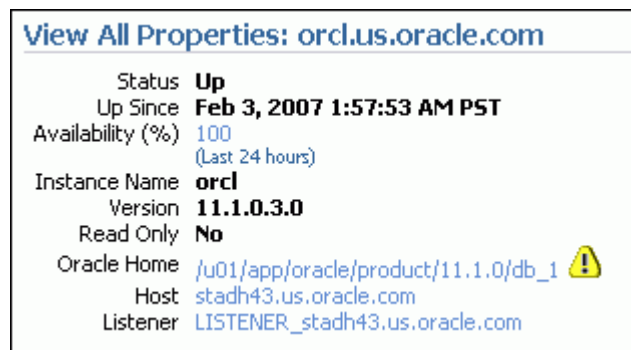 View All Properties: orcl.us.oracle.com
Status Up
Up Since Feb 3, 2007 1:57:53 AM PST
Availability (%) 100
(Last 24 hours)
Instance Name orcl
Version 11.1.0.3.0
Read Only No
Oracle Home /u01/app/oracle/product/11.1.0/db_1
Host stadh43.us.oracle.com
Listener LISTENER_stadh43.us.oracle.com